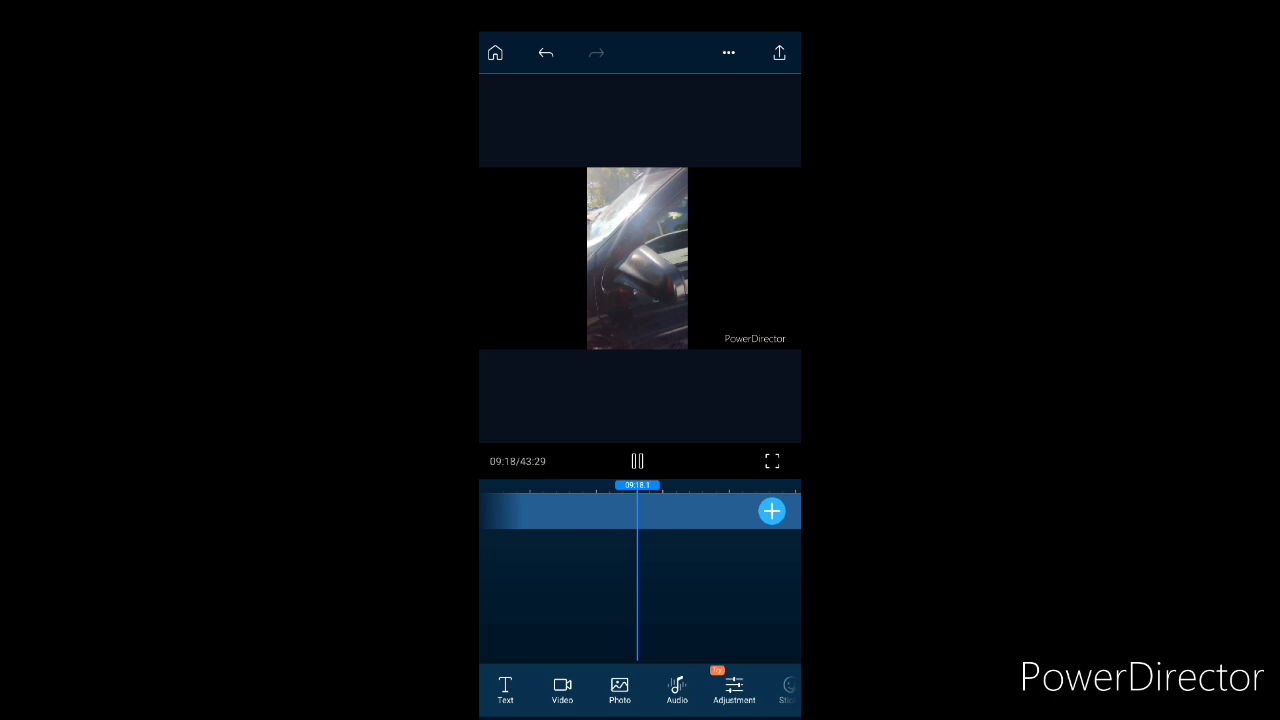 PowerDirector
09:18/43:29
09:18.1
Try
Text
Video
Photo
Audio
Adjustment
PowerDirector